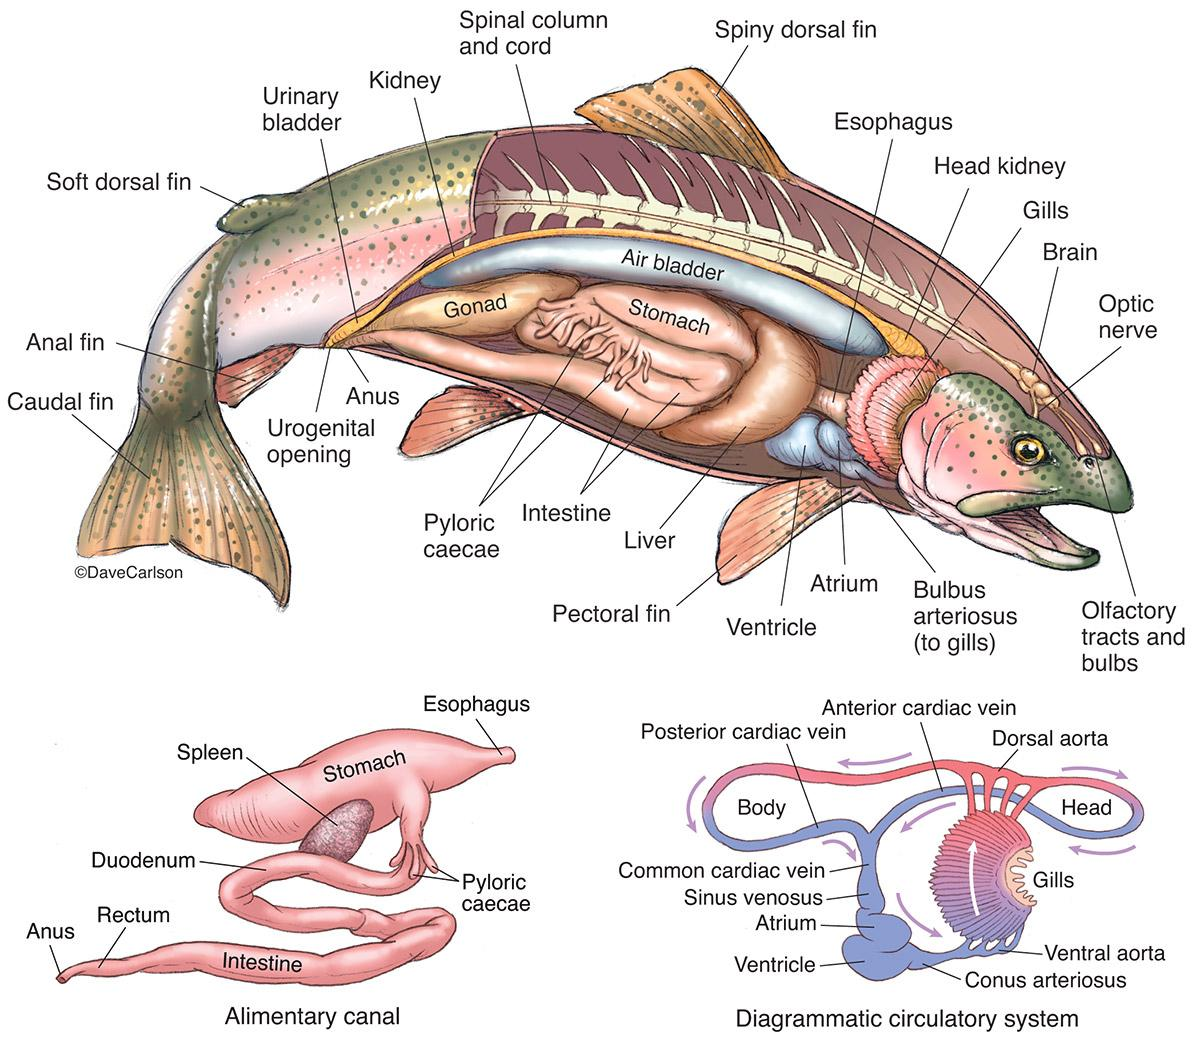 Spinal column
and cord
Spiny dorsal fin
Kidney
Urinary
bladder
Esophagus
Head kidney
Soft dorsal fin
Gills
Brain
Air bladder
Optic
nerve
Gonad
Stomach
Anal fin
Anus
Caudal fin
Urogenital
opening
Pyloric
caecae
Intestine
Liver
©DaveCarlson
Atrium
Bulbus
arteriosus
(to gills)
Pectoral fin
Ventricle
Olfactory
tracts and
bulbs
Esophagus
Spleen
Stomach
Duodenum
Pyloric
caecae
Rectum
Anus
Intestine
Alimentary canal
Anterior cardiac vein
Posterior cardiac vein
Dorsal aorta
Body
Head
Common cardiac vein
Gills
Sinus venosus
Atrium
Ventral aorta
Ventricle
Conus arteriosus
Diagrammatic circulatory system